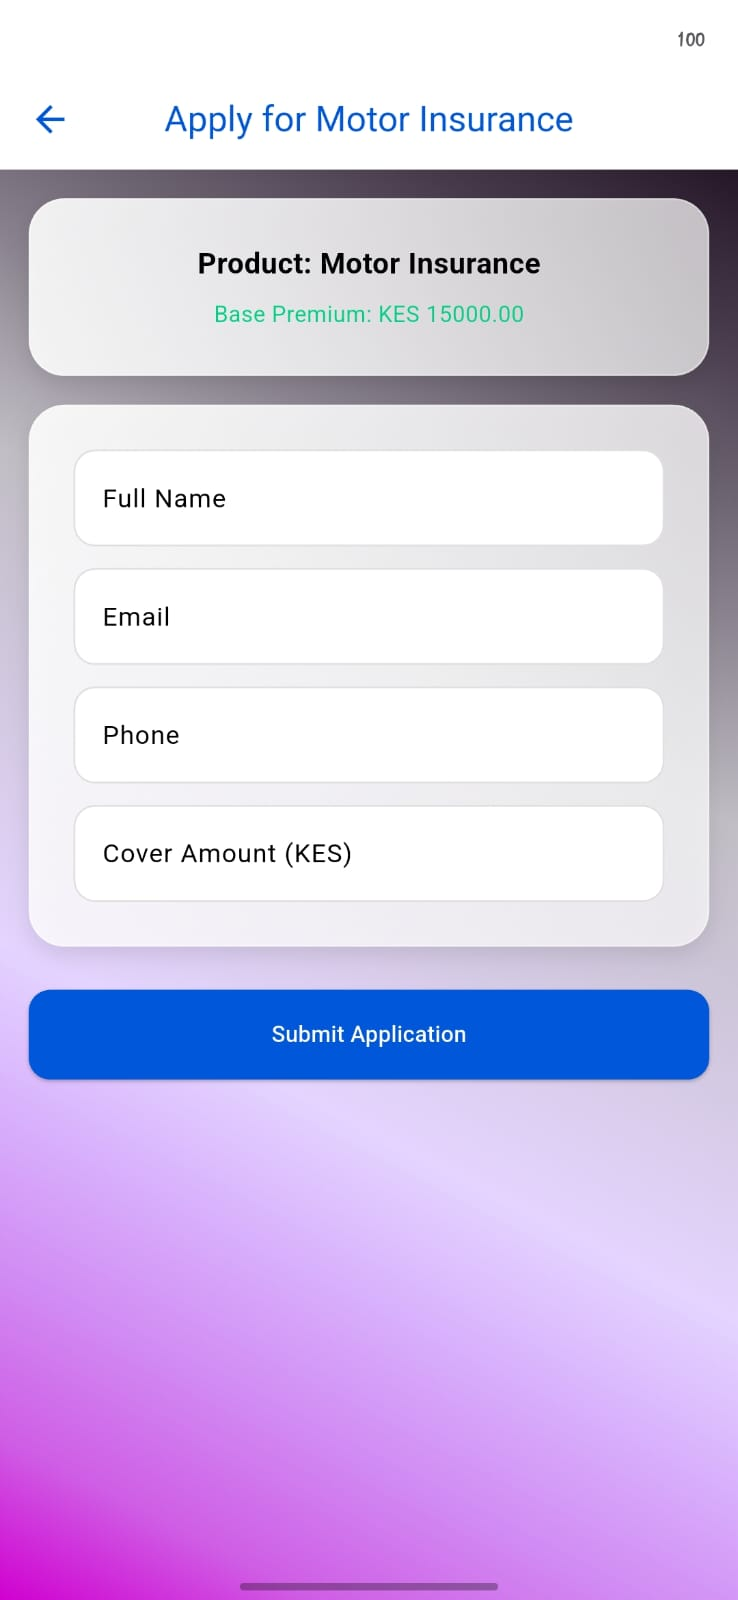 100
Apply for Motor Insurance
Product: Motor Insurance
Base Premium: KES 15000.00
Full Name
Email
Phone
Cover Amount (KES)
Submit Application